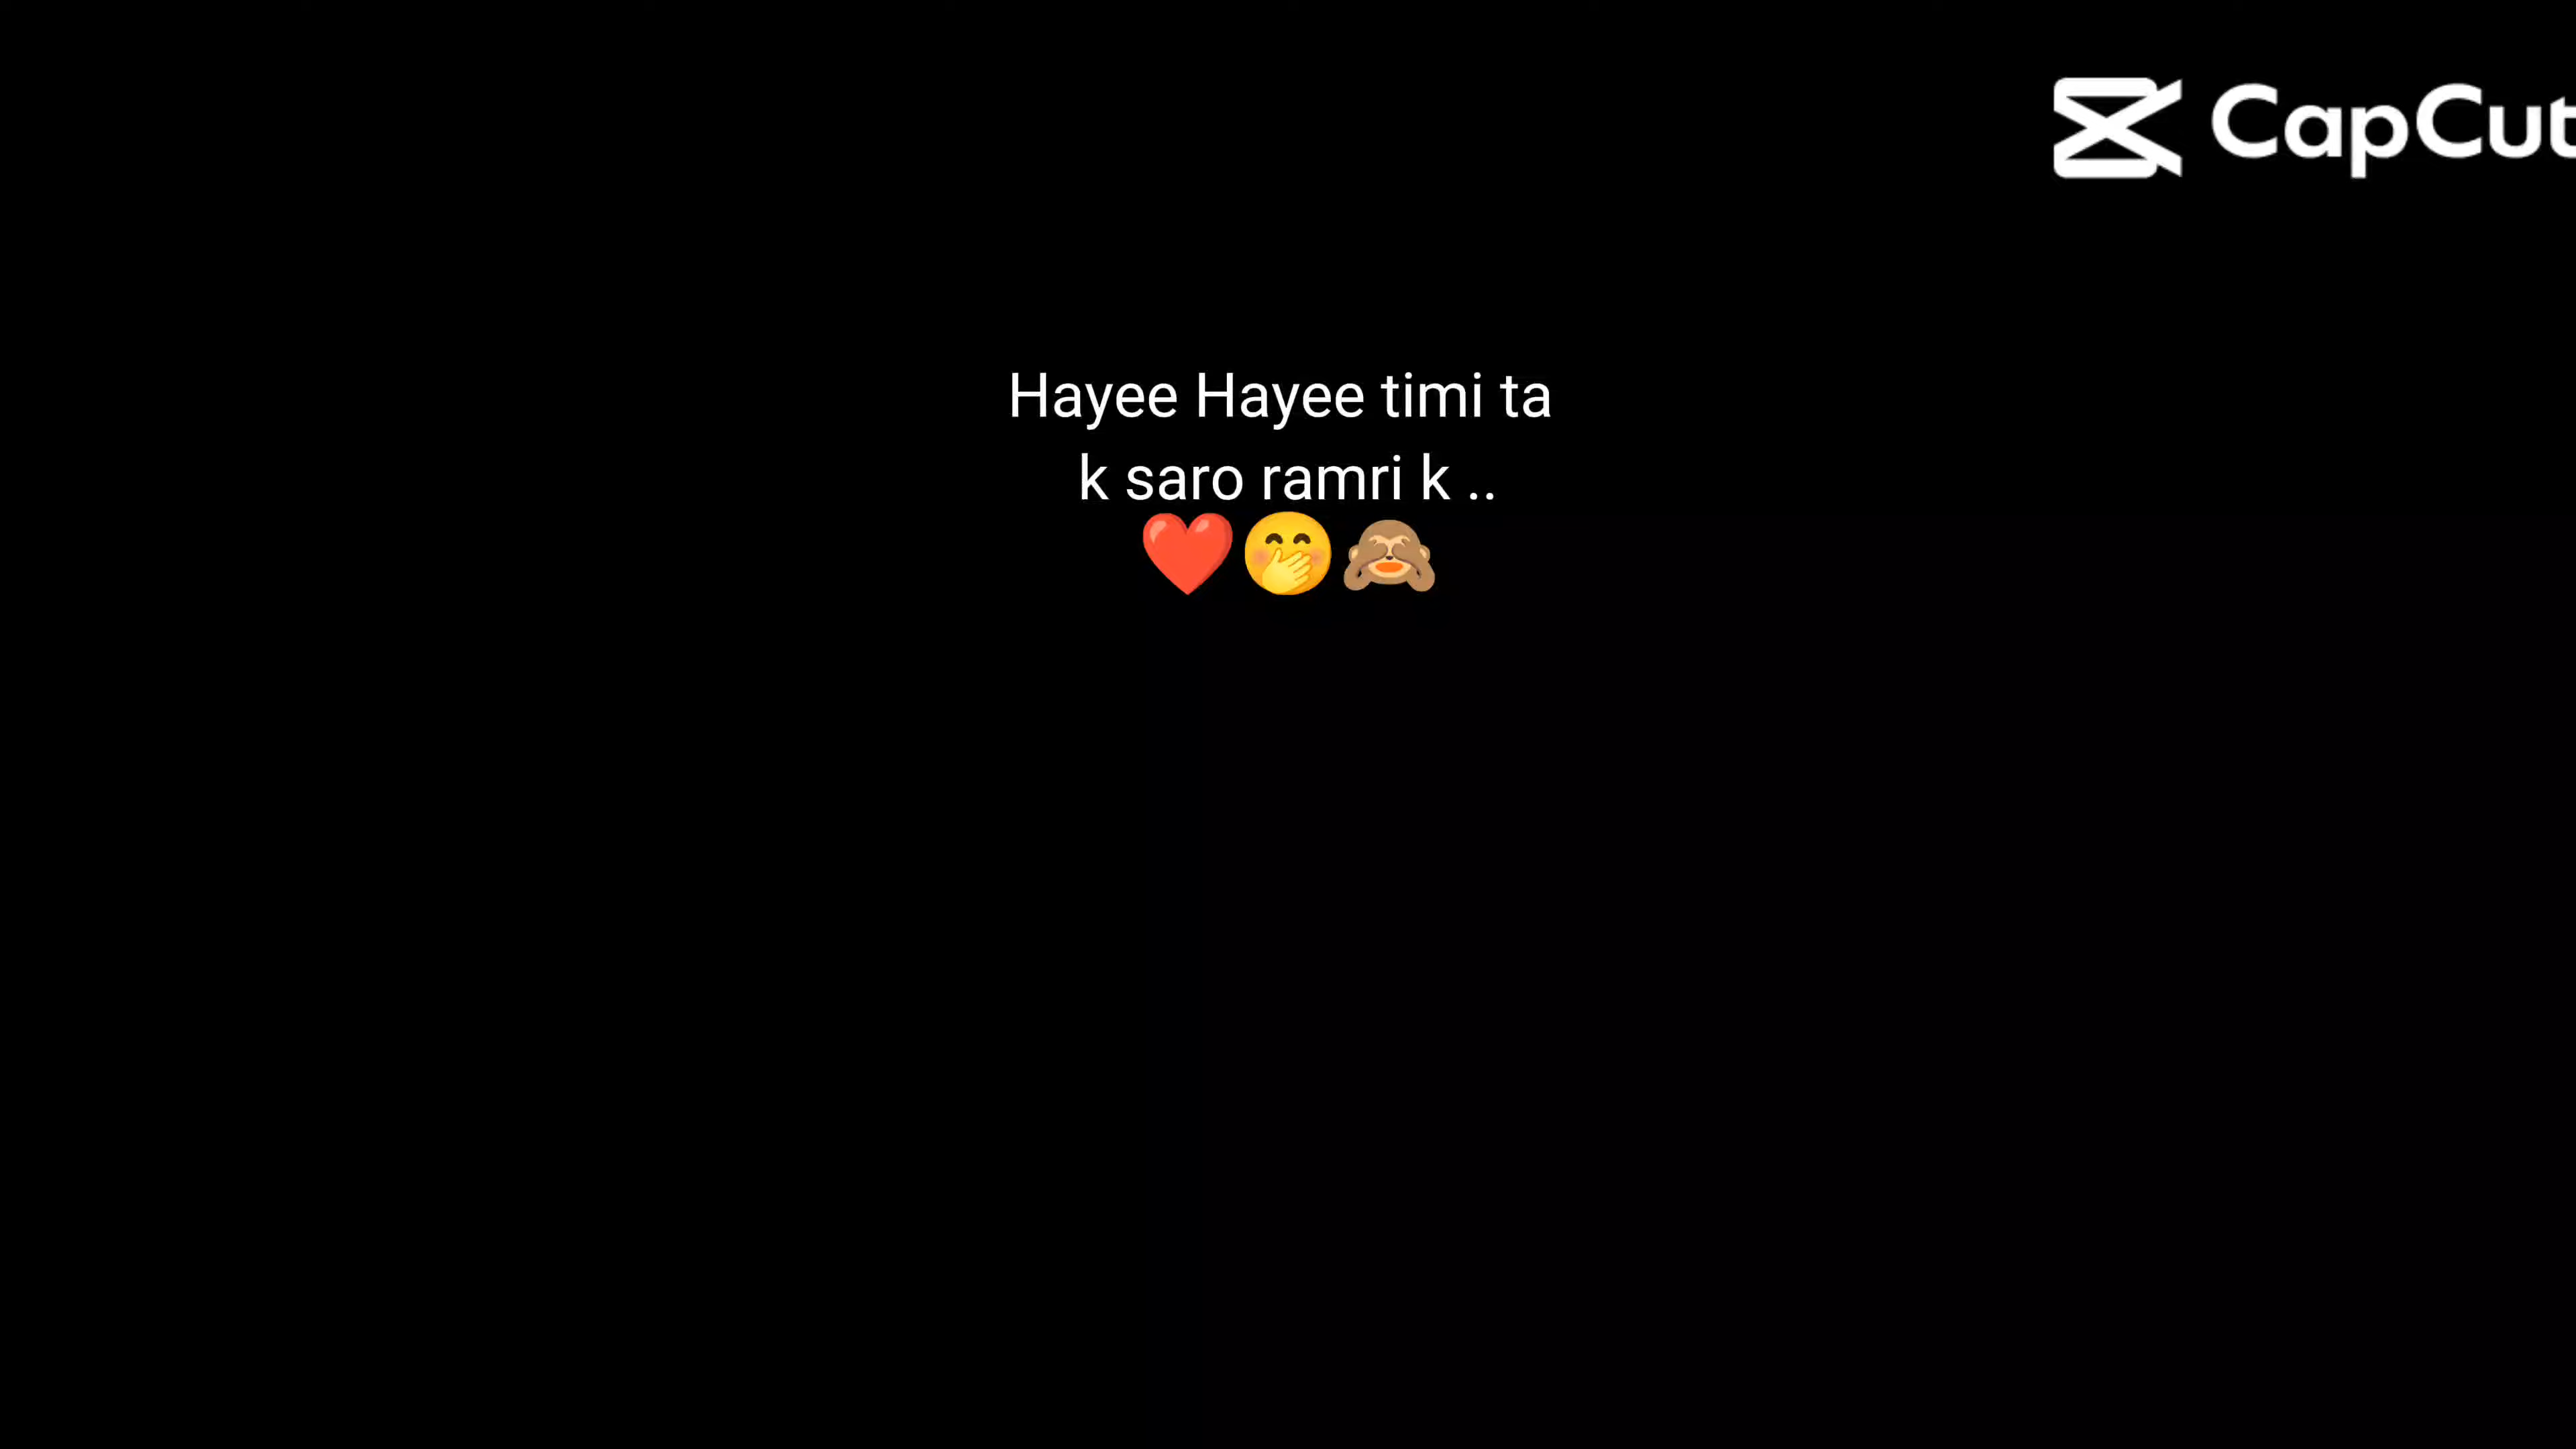 CapCut
Hayee Hayee timi ta
k saro ramri k ..
❤️🤭🙈